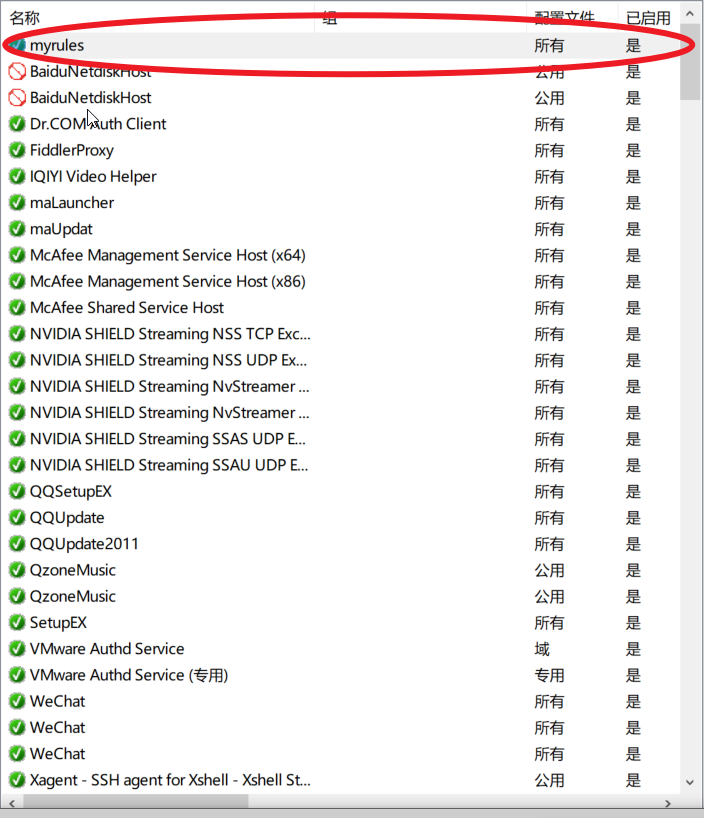 名称 组 配置文件 已启用
myrules 所有 是
BaiduNetdiskHost 公用 是
BaiduNetdiskHost 公用 是
Dr.COM Auth Client 所有 是
FiddlerProxy 所有 是
IQIYI Video Helper 所有 是
maLauncher 所有 是
maUpdat 所有 是
McAfee Management Service Host (x64) 所有 是
McAfee Management Service Host (x86) 所有 是
McAfee Shared Service Host 所有 是
NVIDIA SHIELD Streaming NSS TCP Exc... 所有 是
NVIDIA SHIELD Streaming NSS UDP Ex... 所有 是
NVIDIA SHIELD Streaming NvStreamer ... 所有 是
NVIDIA SHIELD Streaming NvStreamer ... 所有 是
NVIDIA SHIELD Streaming SSAS UDP E... 所有 是
NVIDIA SHIELD Streaming SSAU UDP E... 所有 是
QQSetupEX 所有 是
QQUpdate 所有 是
QQUpdate2011 所有 是
QzoneMusic 公用 是
QzoneMusic 公用 是
SetupEX 所有 是
VMware Authd Service 域 是
VMware Authd Service (专用) 专用 是
WeChat 所有 是
WeChat 所有 是
WeChat 所有 是
Xagent - SSH agent for Xshell - Xshell St... 公用 是